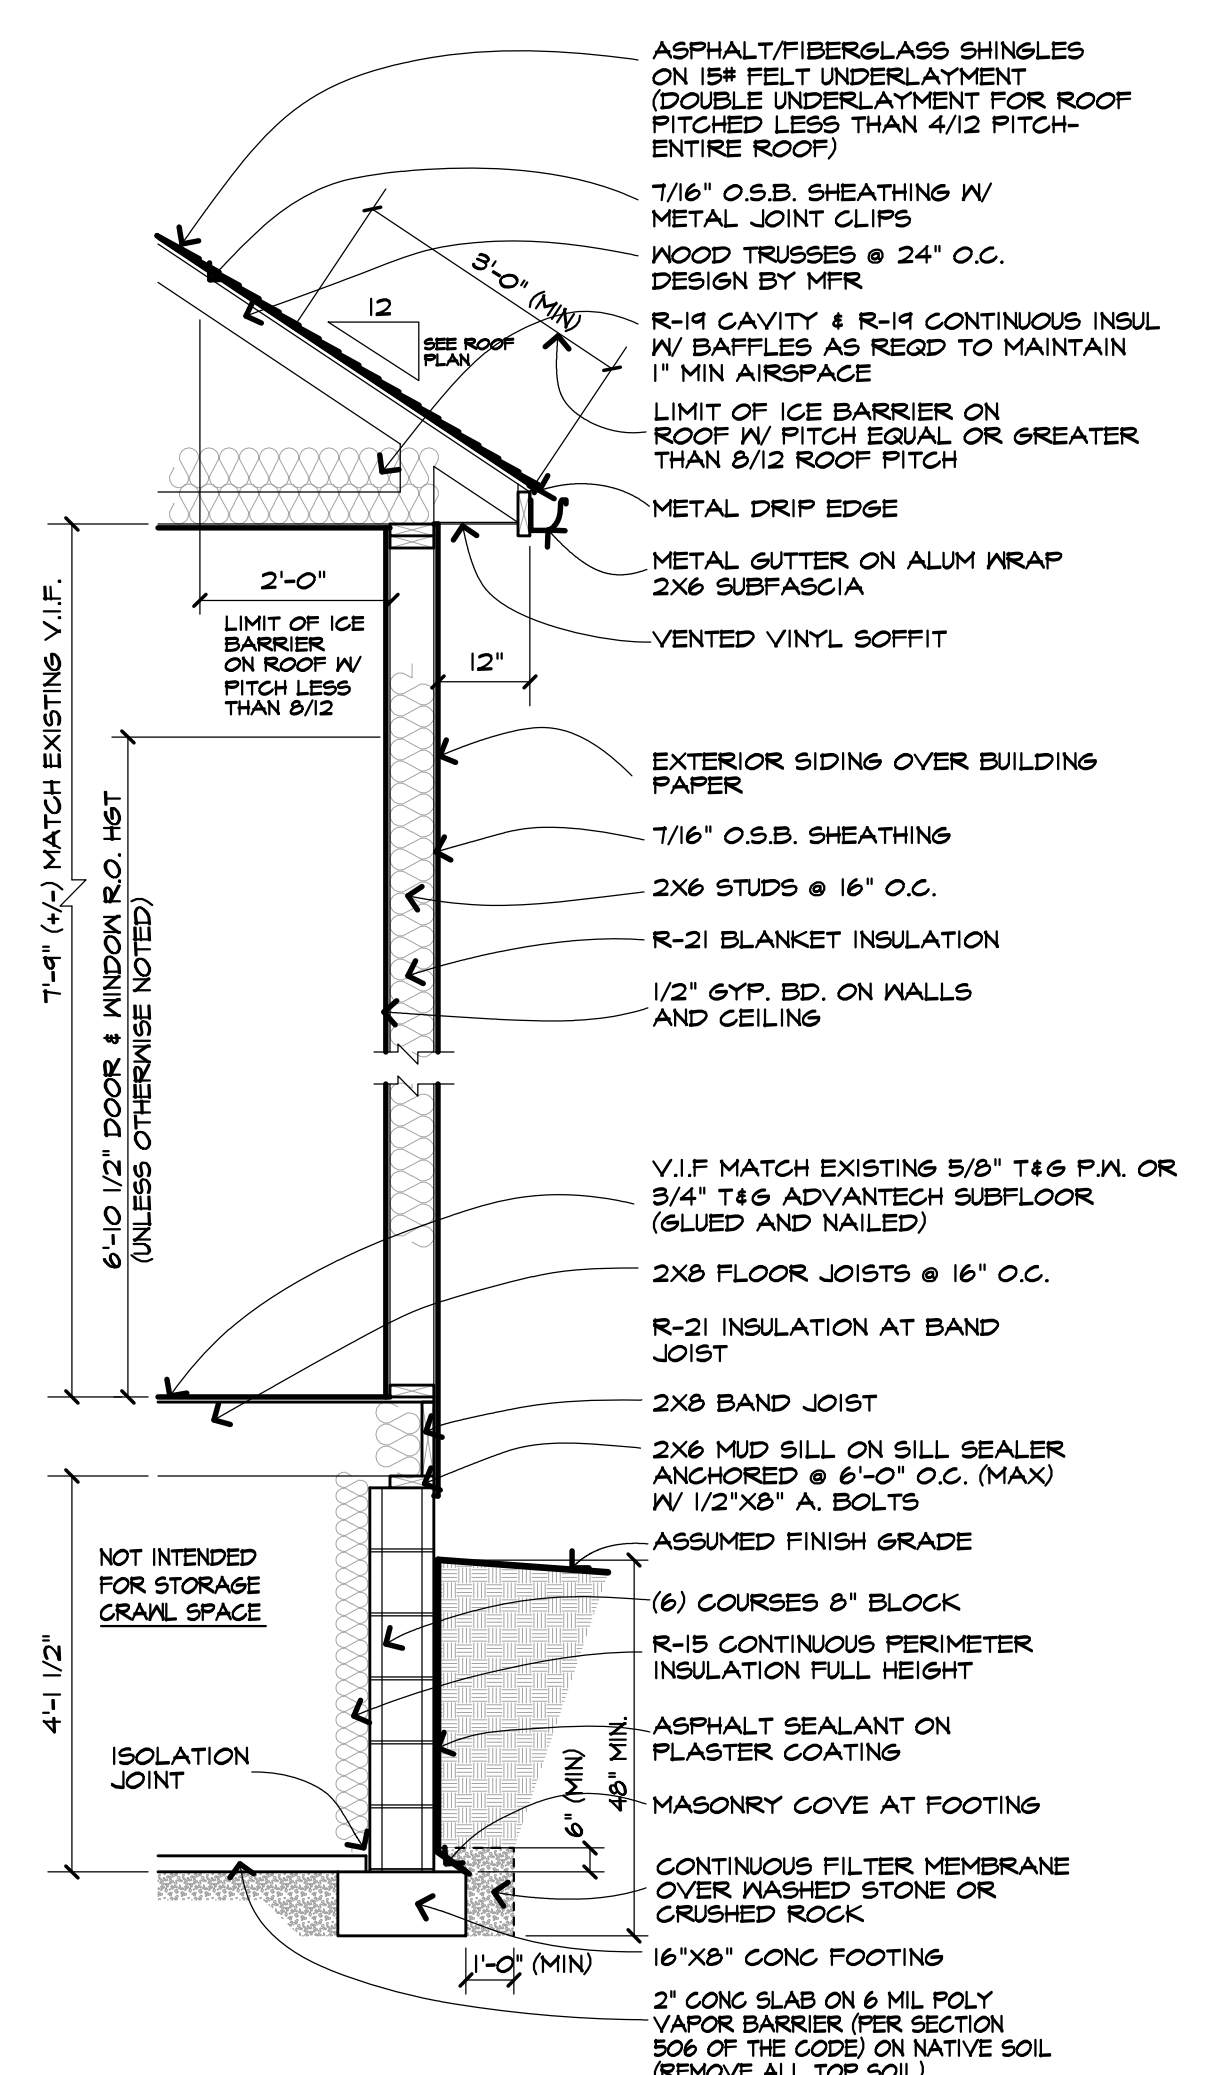 ASPHALT/FIBERGLASS SHINGLES
ON 15# FELT UNDERLAYMENT
(DOUBLE UNDERLAYMENT FOR ROOF
PITCHED LESS THAN 4/12 PITCH-
ENTIRE ROOF)
7/16" O.S.B. SHEATHING W/
METAL JOINT CLIPS
WOOD TRUSSES @ 24" O.C.
DESIGN BY MFR
3'-0" (MIN)
12
SEE ROOF
PLAN
R-19 CAVITY & R-19 CONTINUOUS INSUL
W/ BAFFLES AS REQD TO MAINTAIN
1" MIN AIRSPACE
LIMIT OF ICE BARRIER ON
ROOF W/ PITCH EQUAL OR GREATER
THAN 8/12 ROOF PITCH
METAL DRIP EDGE
METAL GUTTER ON ALUM WRAP
2X6 SUBFASCIA
VENTED VINYL SOFFIT
2'-0"
LIMIT OF ICE
BARRIER
ON ROOF W/
PITCH LESS
THAN 8/12
12"
7'-9" (+/-) MATCH EXISTING V.I.F.
6'-10 1/2" DOOR & WINDOW R.O. HGT
(UNLESS OTHERWISE NOTED)
EXTERIOR SIDING OVER BUILDING
PAPER
7/16" O.S.B. SHEATHING
2X6 STUDS @ 16" O.C.
R-21 BLANKET INSULATION
1/2" GYP. BD. ON WALLS
AND CEILING
V.I.F MATCH EXISTING 5/8" T&G P.W. OR
3/4" T&G ADVANTECH SUBFLOOR
(GLUED AND NAILED)
2X8 FLOOR JOISTS @ 16" O.C.
R-21 INSULATION AT BAND
JOIST
2X8 BAND JOIST
2X6 MUD SILL ON SILL SEALER
ANCHORED @ 6'-0" O.C. (MAX)
W/ 1/2"X8" A. BOLTS
ASSUMED FINISH GRADE
NOT INTENDED
FOR STORAGE
CRAWL SPACE
(6) COURSES 8" BLOCK
R-15 CONTINUOUS PERIMETER
INSULATION FULL HEIGHT
4'-1 1/2"
ASPHALT SEALANT ON
PLASTER COATING
ISOLATION
JOINT
6" (MIN)
48" MIN.
MASONRY COVE AT FOOTING
CONTINUOUS FILTER MEMBRANE
OVER WASHED STONE OR
CRUSHED ROCK
16"X8" CONC FOOTING
1'-0" (MIN)
2" CONC SLAB ON 6 MIL POLY
VAPOR BARRIER (PER SECTION
506 OF THE CODE) ON NATIVE SOIL
(REMOVE ALL TOP SOIL)